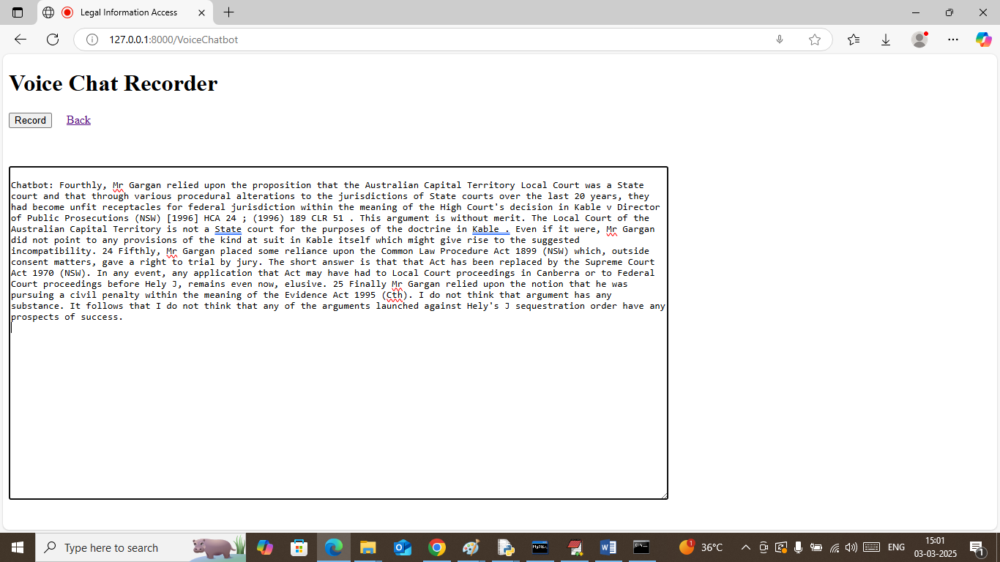 Legal Information Access
127.0.0.1:8000/VoiceChatbot
Voice Chat Recorder
Record Back
Chatbot: Fourthly, Mr Gargan relied upon the proposition that the Australian Capital Territory Local Court was a State
court and that through various procedural alterations to the jurisdictions of State courts over the last 20 years, they
had become unfit receptacles for federal jurisdiction within the meaning of the High Court's decision in Kable v Director
of Public Prosecutions (NSW) [1996] HCA 24 ; (1996) 189 CLR 51 . This argument is without merit. The Local Court of the
Australian Capital Territory is not a State court for the purposes of the doctrine in Kable . Even if it were, Mr Gargan
did not point to any provisions of the kind at suit in Kable itself which might give rise to the suggested
incompatibility. 24 Fifthly, Mr Gargan placed some reliance upon the Common Law Procedure Act 1899 (NSW) which, outside
consent matters, gave a right to trial by jury. The short answer is that that Act has been replaced by the Supreme Court
Act 1970 (NSW). In any event, any application that Act may have had to Local Court proceedings in Canberra or to Federal
Court proceedings before Hely J, remains even now, elusive. 25 Finally Mr Gargan relied upon the notion that he was
pursuing a civil penalty within the meaning of the Evidence Act 1995 (Cth). I do not think that argument has any
substance. It follows that I do not think that any of the arguments launched against Hely's J sequestration order have any
prospects of success.
Type here to search
1
36°C
ENG
15:01
03-03-2025
1